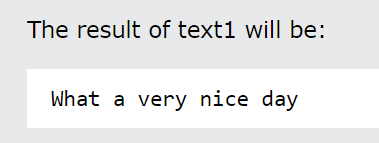 The result of text1 will be:
What a very nice day